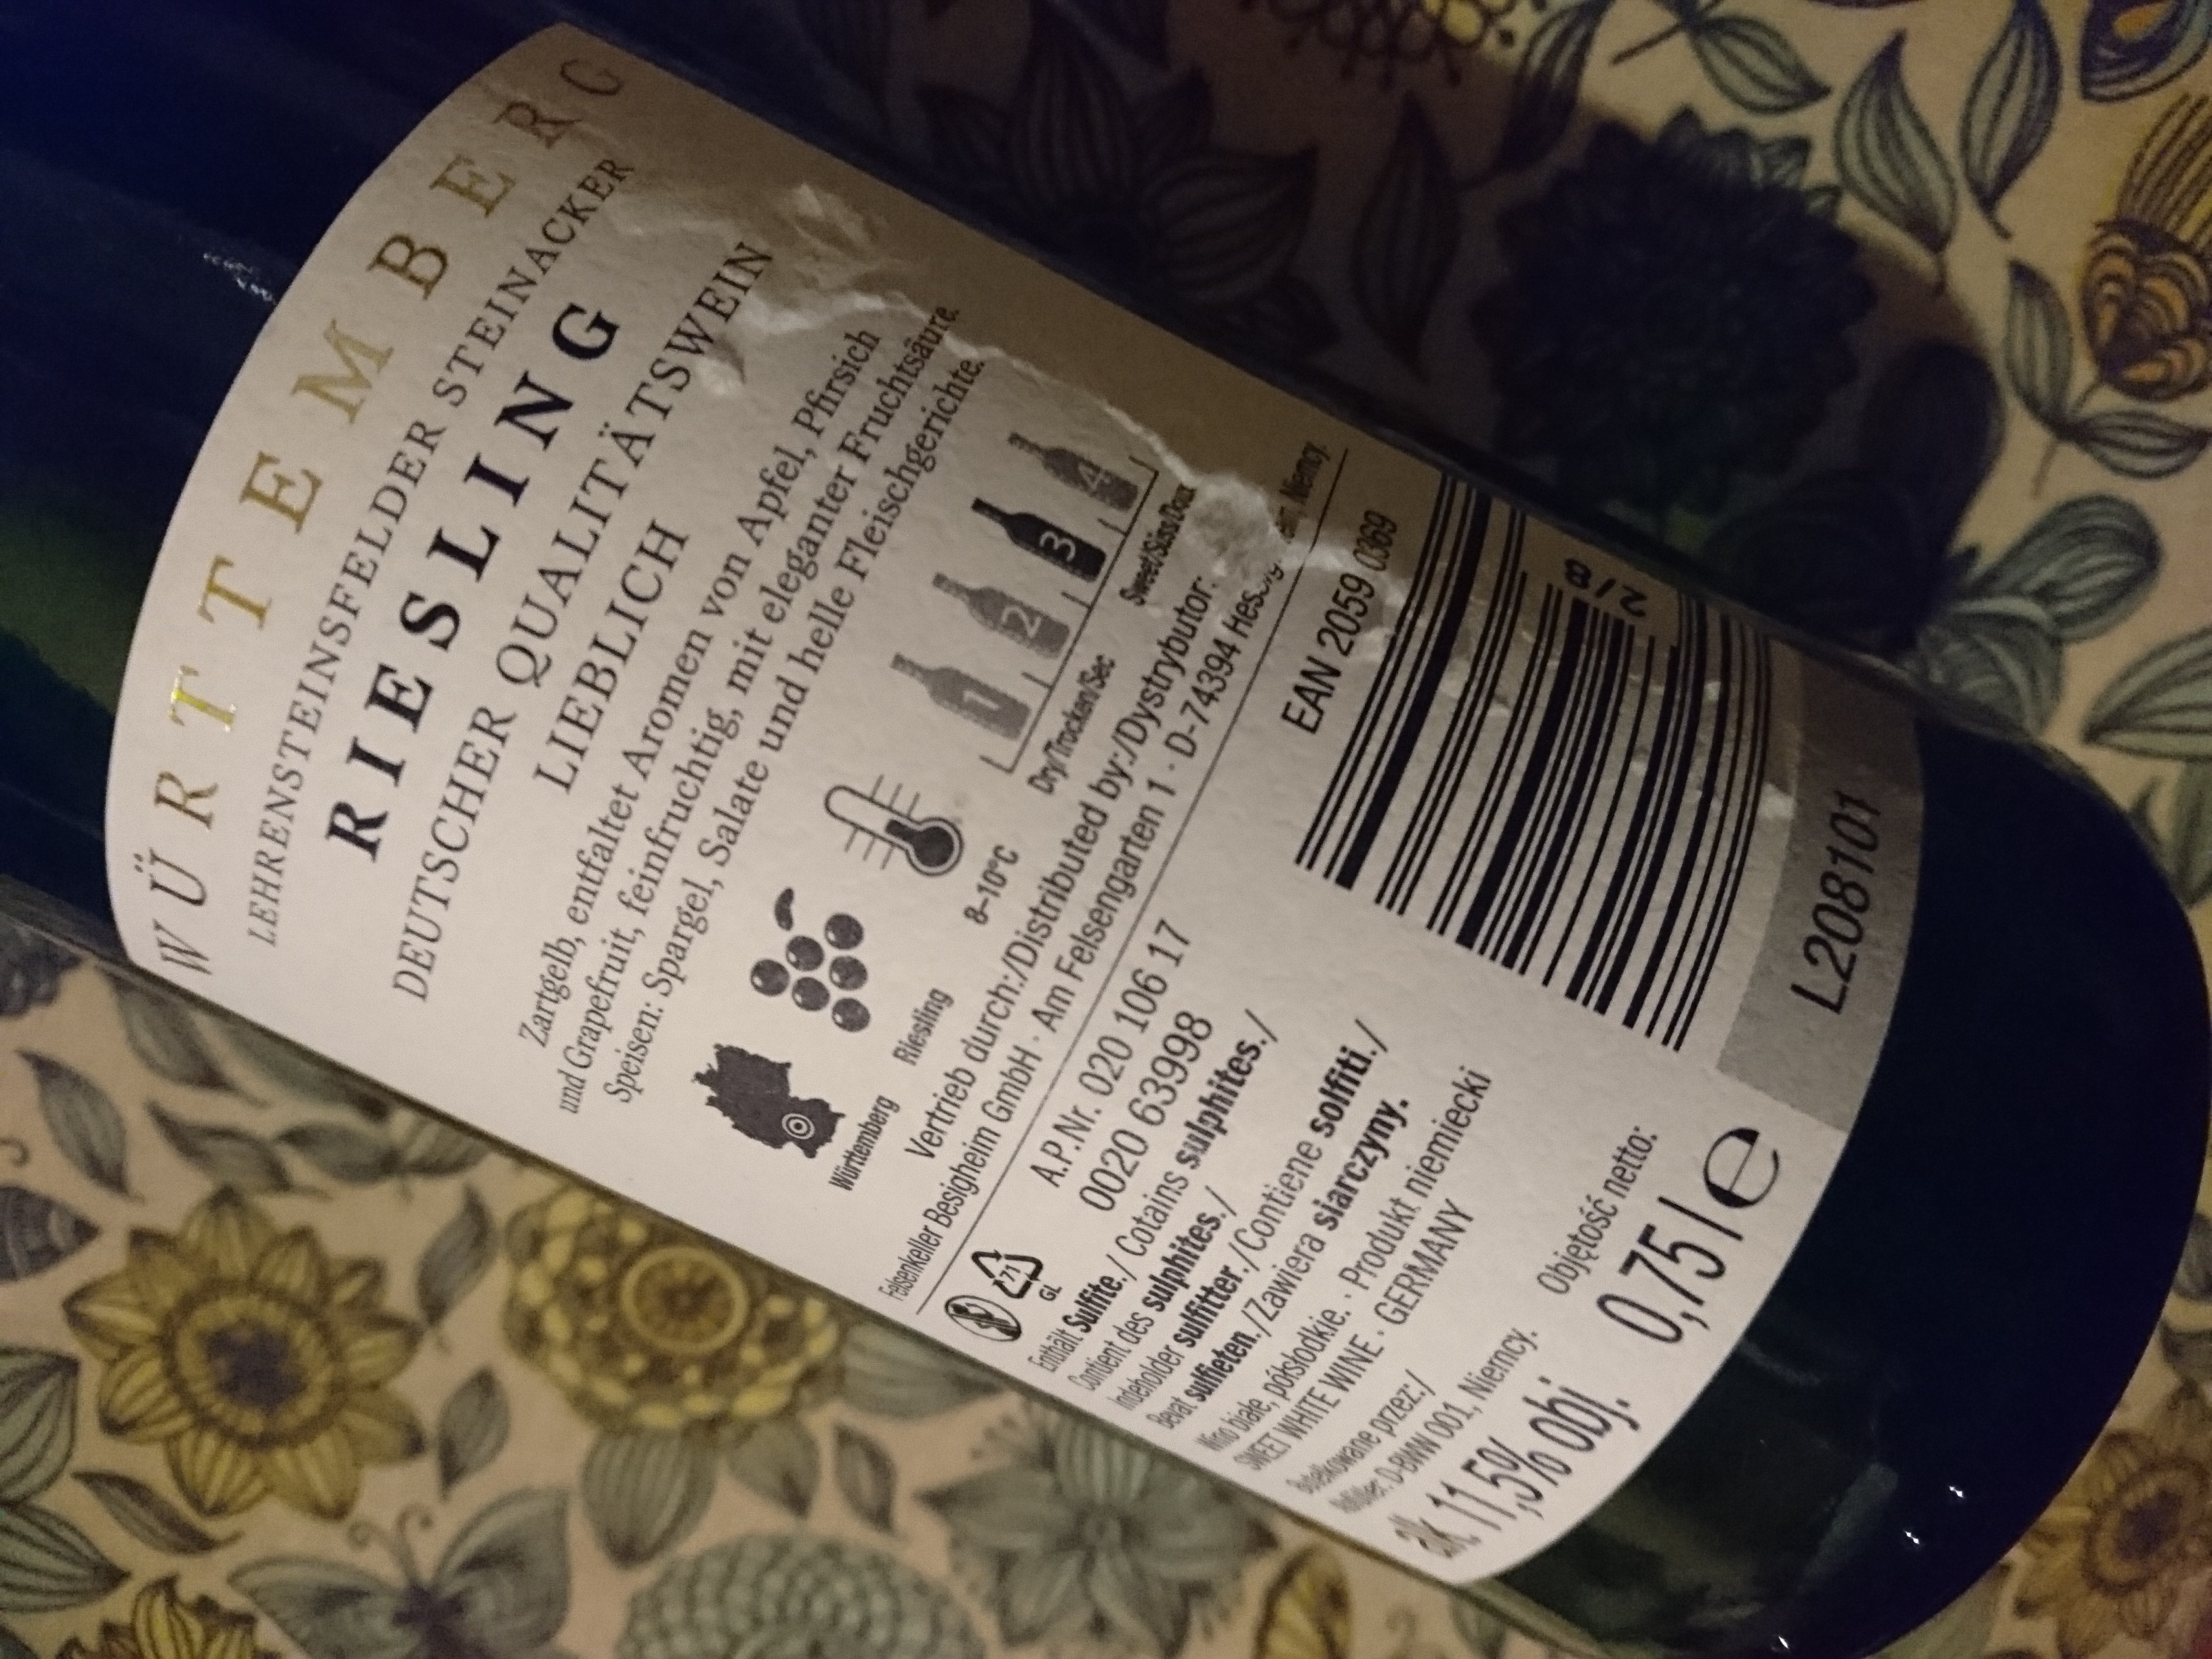 WÜRTTEMBERG
LEHRENSTEINSFELDER STEINACKER
RIESLING
DEUTSCHER QUALITÄTSWEIN
LIEBLICH
Zartgelb, entfaltet Aromen von Apfel, Pfirsich
und Grapefruit, feinfruchtig, mit eleganter Fruchtsäure.
Speisen: Spargel, Salate und helle Fleischgerichte.
1 2 3 4
Württemberg
Riesling
8-10°C
Dry/Trocken/Sec
Sweet/Süss/Doux
Vertrieb durch:/Distributed by:/Dystrybutor:
Felsenkeller Besigheim GmbH · Am Felsengarten 1 · D-74394 Niemcy.
71
GL
A.P.Nr. 020 106 17
0020 63998
Enthält Sulfite./ Cotains sulphites./
Contient des sulphites./
Indeholder sulfitter./Contiene solfiti./
Bevat sulfieten./Zawiera siarczyny.
Wino białe, półsłodkie. · Produkt niemiecki
SWEET WHITE WINE · GERMANY
Butelkowane przez:/
Abfüller: D-BWW 001, Niemcy.
alk 11,5% obj.
Objętość netto:
0,75 l e
EAN 2059 0369
2/8
L208101